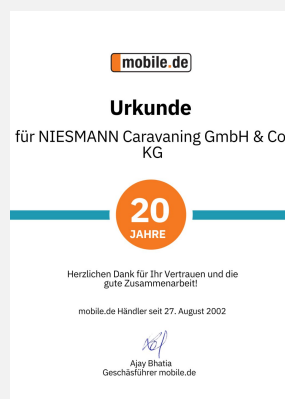 mobile.de
Urkunde
für NIESMANN Caravaning GmbH & Co
KG
20
JAHRE
Herzlichen Dank für Ihr Vertrauen und die
gute Zusammenarbeit!
mobile.de Händler seit 27. August 2002
Ajay Bhatia
Geschäsführer mobile.de